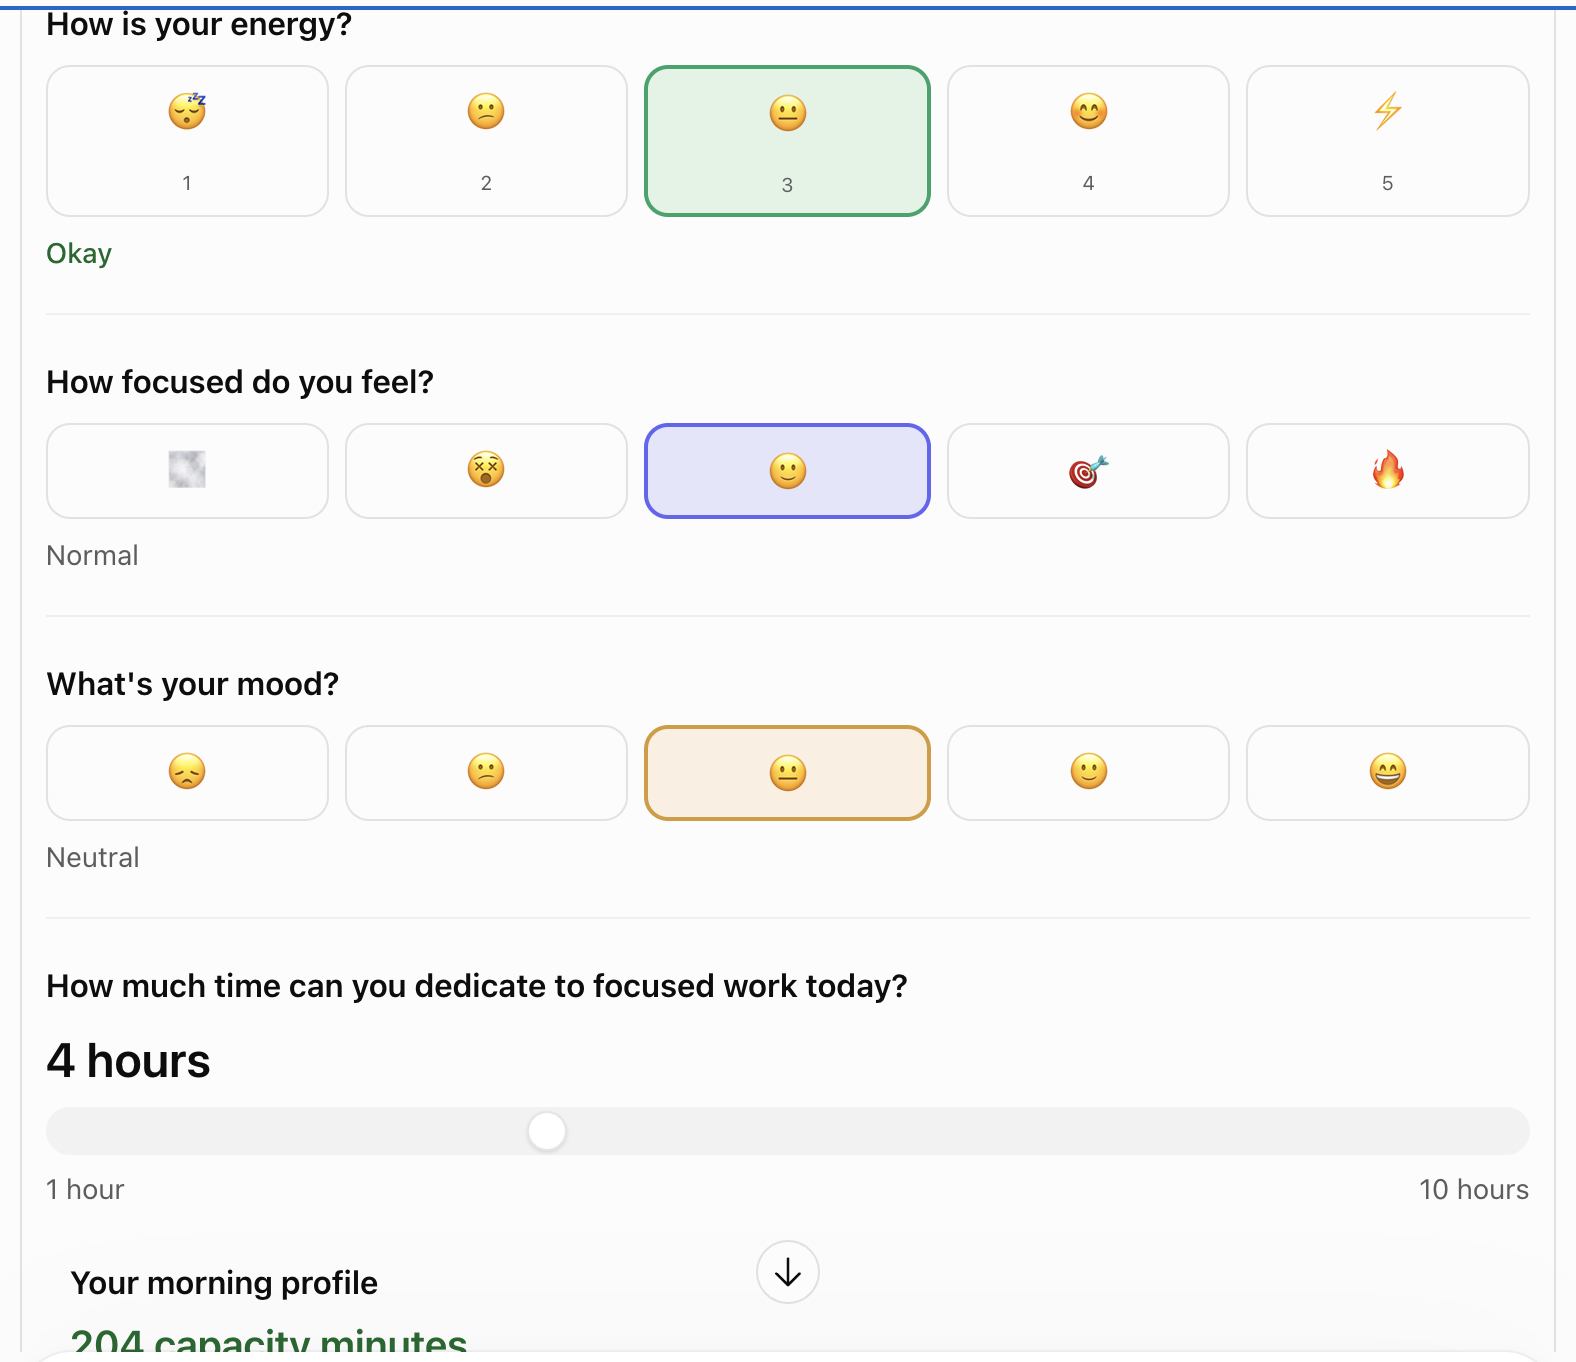 How is your energy?
1
2
3
4
5
Okay
How focused do you feel?
Normal
What's your mood?
Neutral
How much time can you dedicate to focused work today?
4 hours
1 hour
10 hours
Your morning profile
204 capacity minutes